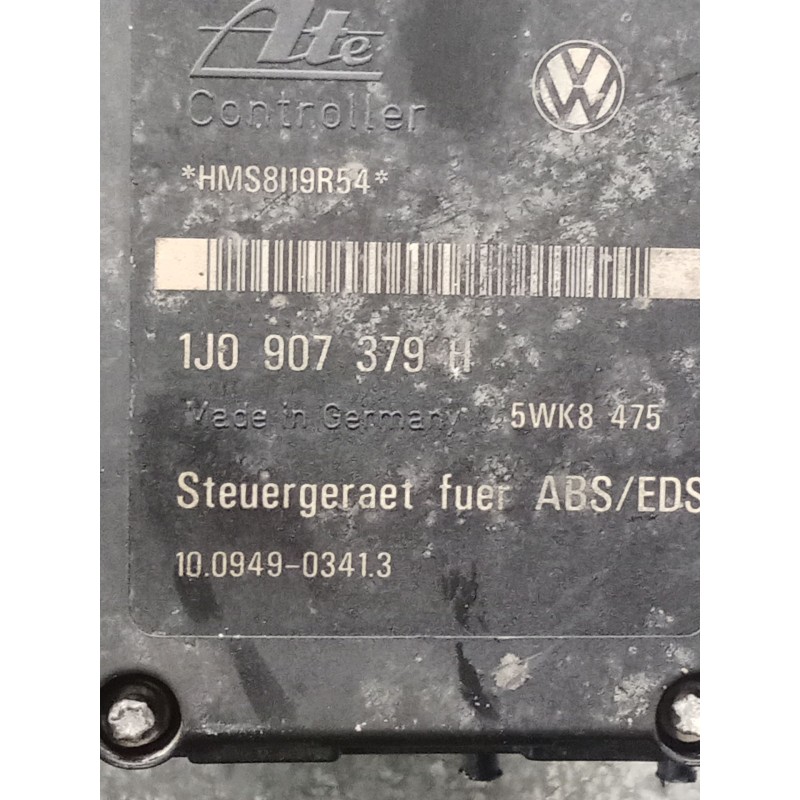 Ate
Controller
*HMS8I19R54*
1J0 907 379 H
Made in Germany 5WK8 475
Steuergeraet fuer ABS/EDS
10.0949-0341.3